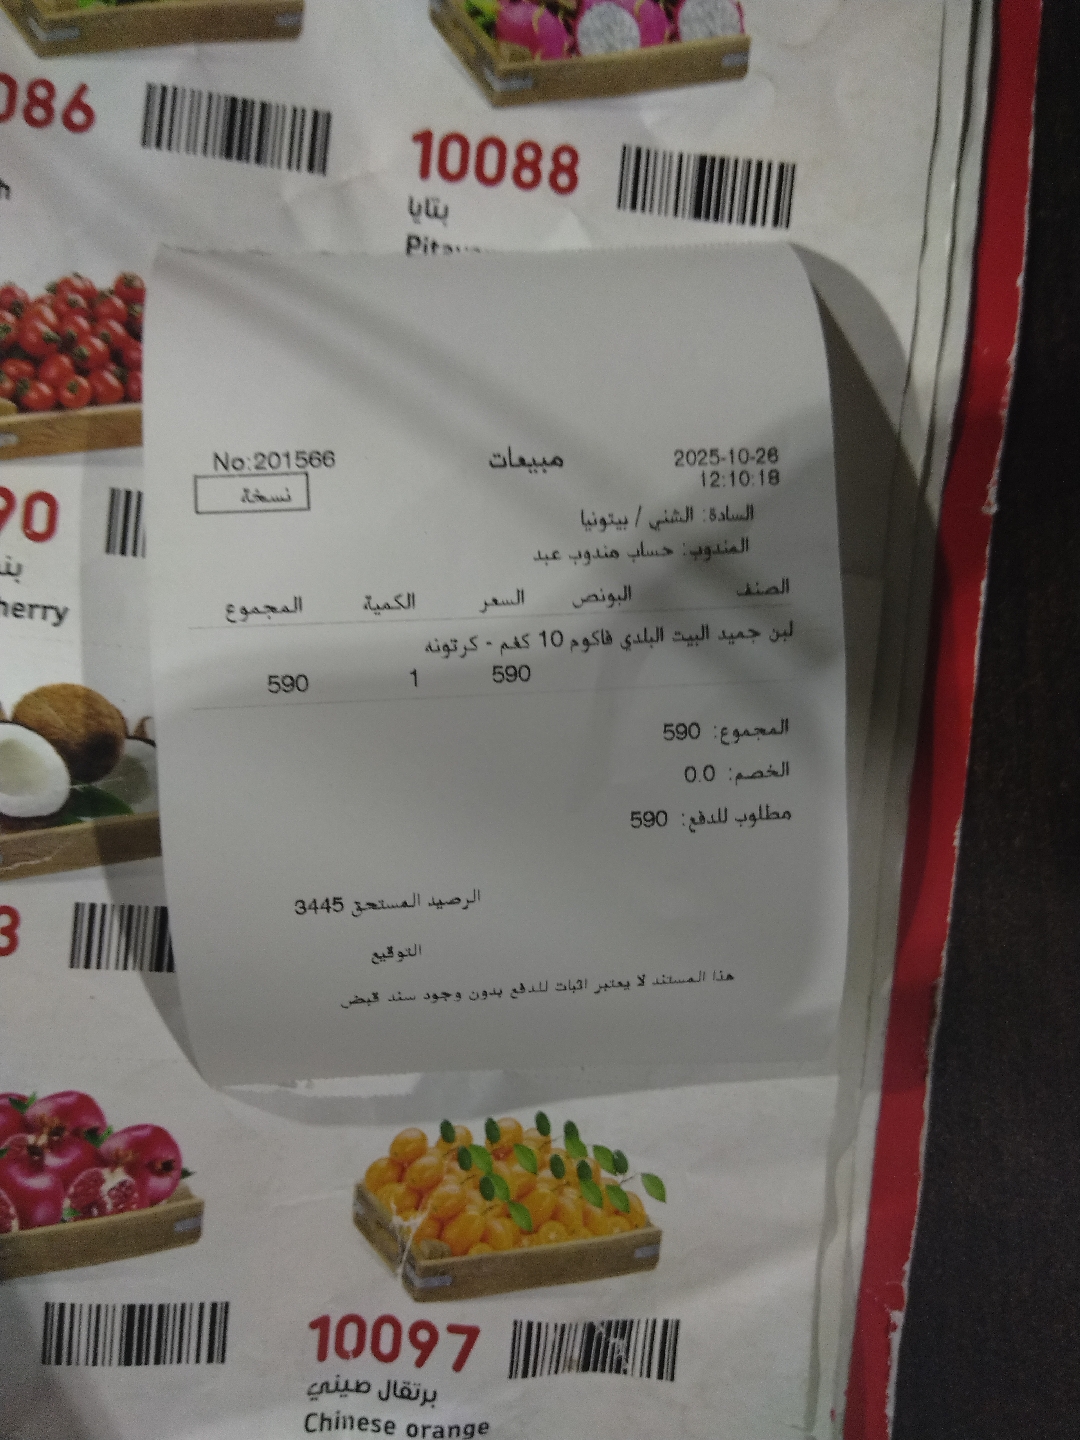 086
10088
بتايا
مبيعات
No:201566
2025-10-26
12:10:18
نسخة
السادة: الشني / بيتونيا
المندوب: حساب مندوب عبد
الصنف البونص السعر الكمية المجموع
لبن جميد البيت البلدي فاكوم 10 كغم - كرتونه
590 1 590
المجموع: 590
الخصم: 0.0
مطلوب للدفع: 590
الرصيد المستحق 3445
التوقيع
هذا المستند لا يعتبر اثبات للدفع بدون وجود سند قبض
90
herry
3
10097
برتقال صيني
Chinese orange